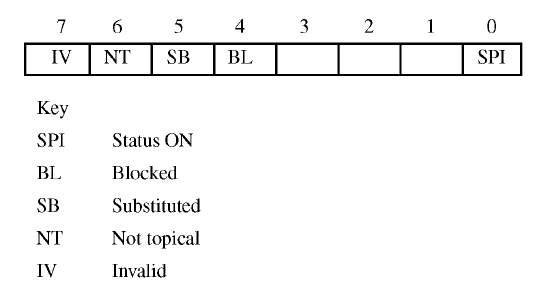 7 6 5 4 3 2 1 0
IV NT SB BL SPI
Key
SPI Status ON
BL Blocked
SB Substituted
NT Not topical
IV Invalid